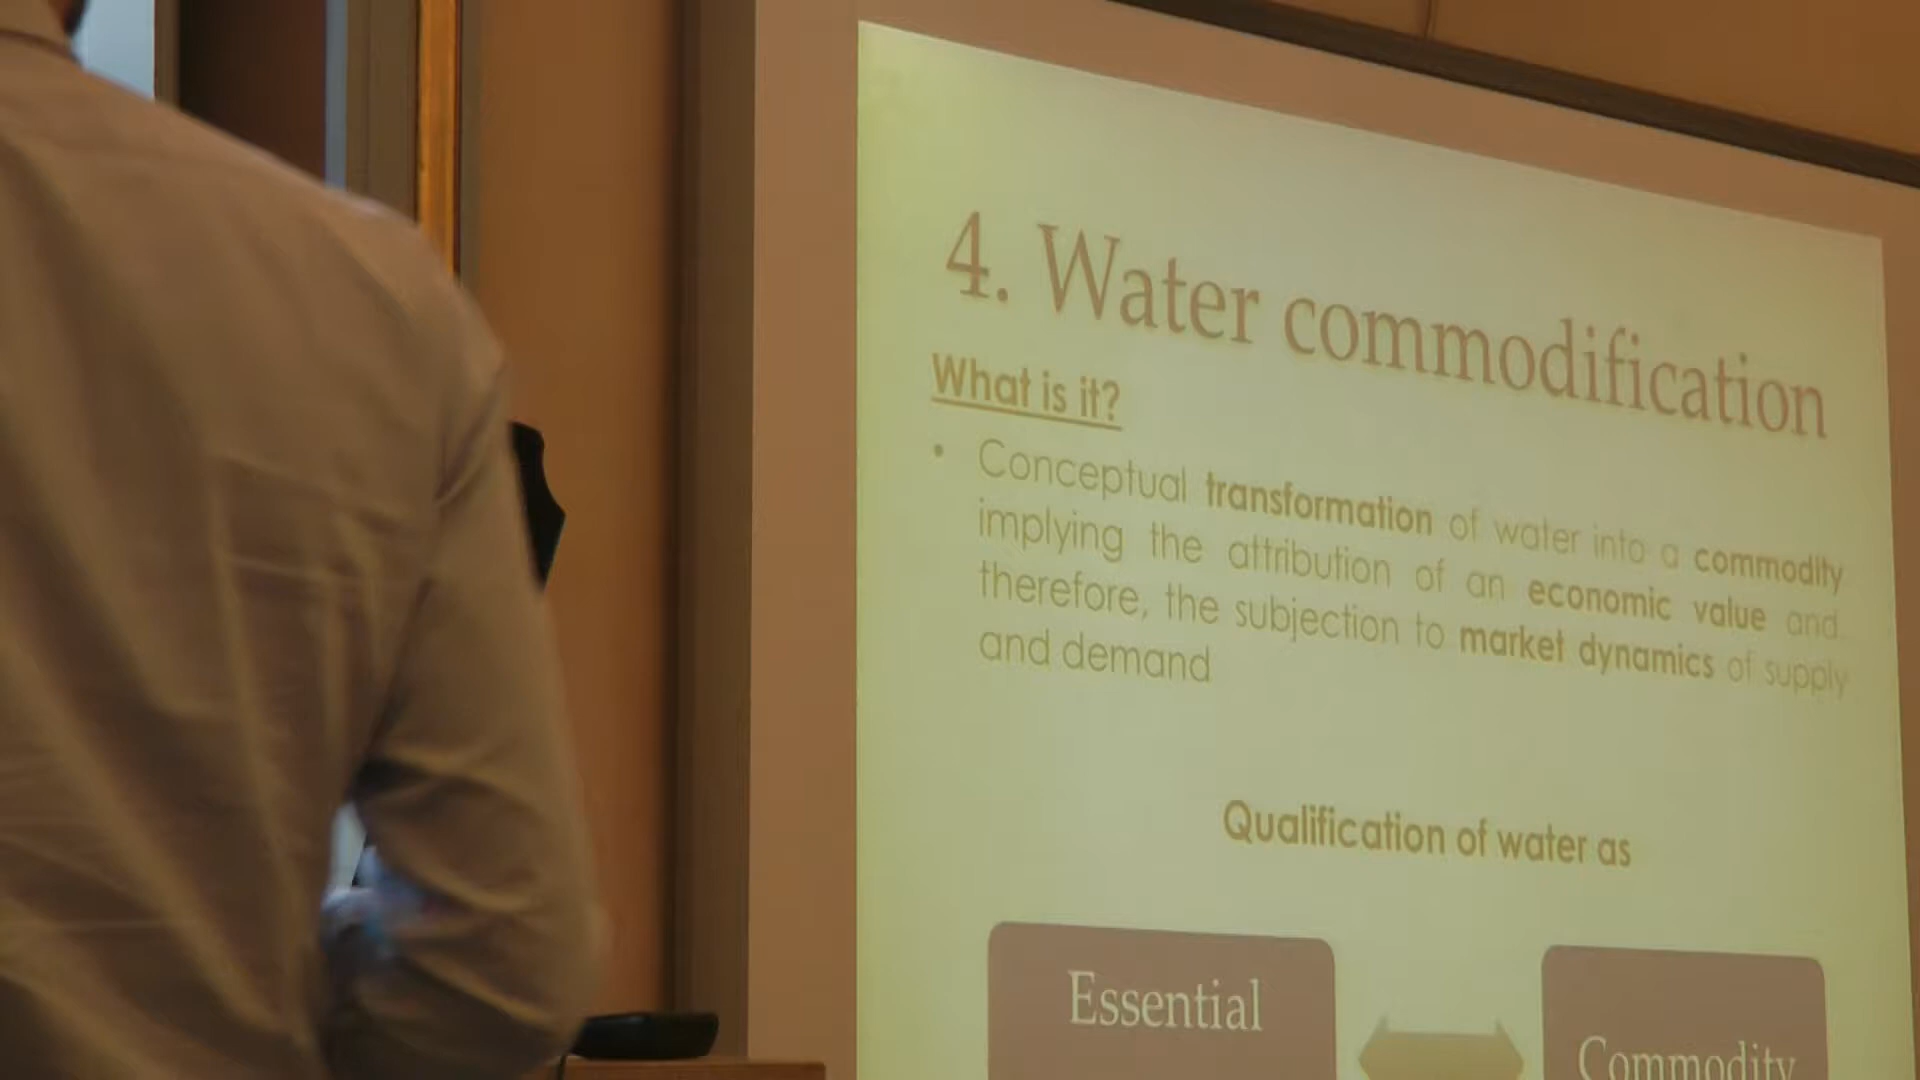 4. Water commodification
What is it?
• Conceptual transformation of water into a commodity
implying the attribution of an economic value and,
therefore, the subjection to market dynamics of supply
and demand
Qualification of water as
Essential
Commodity